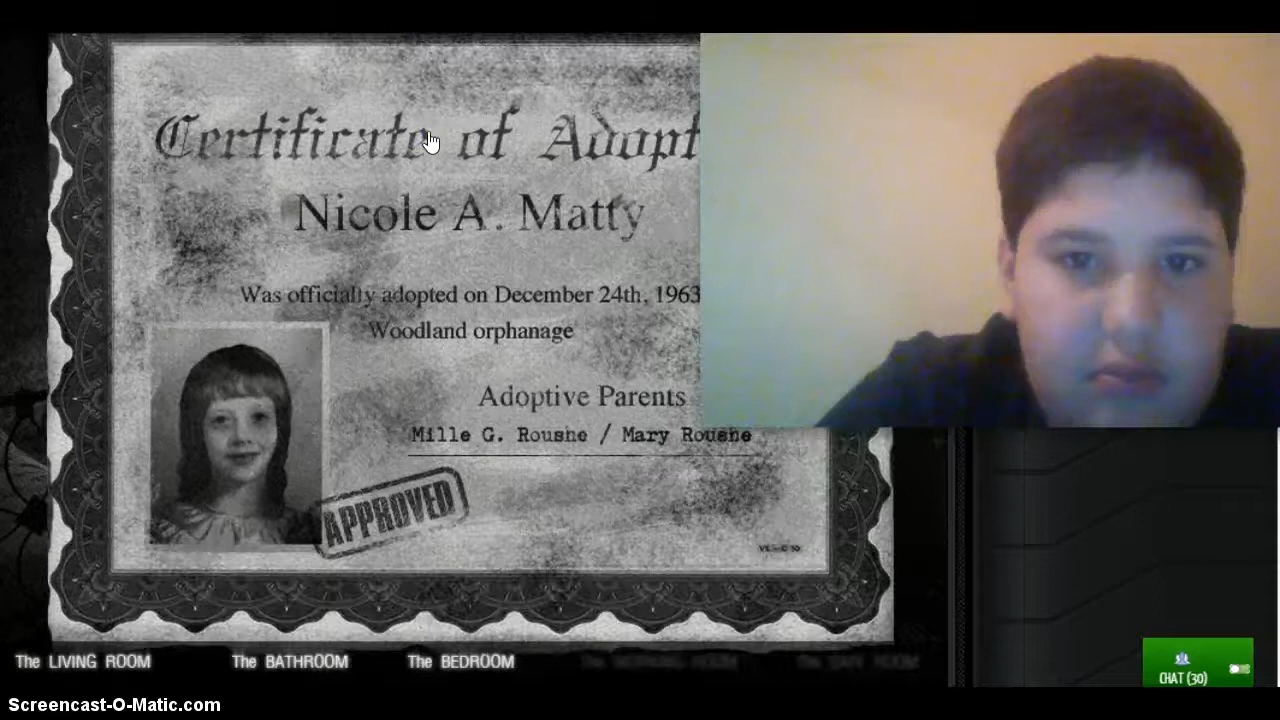 Certificate of Adopt
Nicole A. Matty
Was officially adopted on December 24th, 1963
Woodland orphanage
Adoptive Parents
Mille G. Roushe / Mary Roushe
APPROVED
The LIVING ROOM
The BATHROOM
The BEDROOM
CHAT (30)
Screencast-O-Matic.com